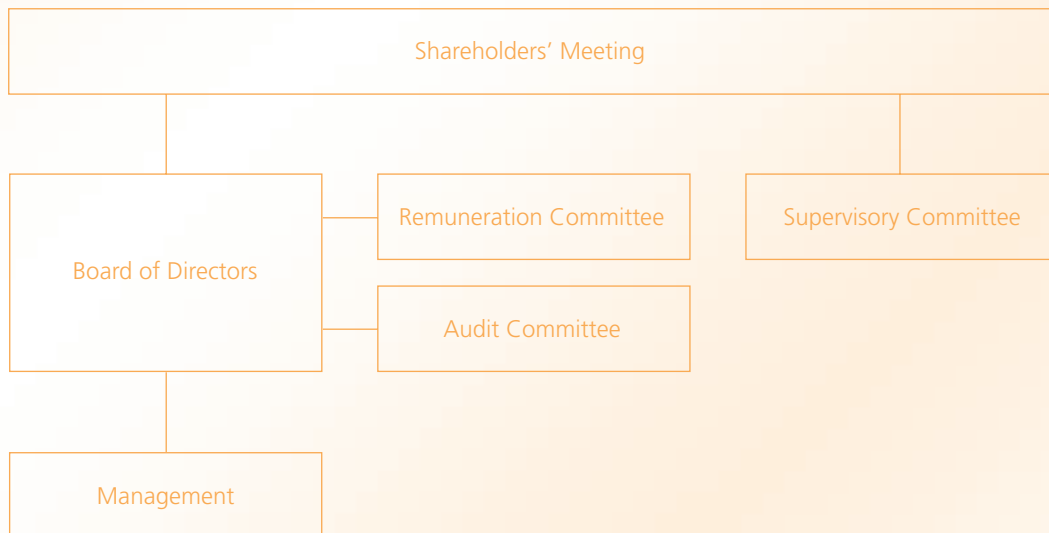 Shareholders’ Meeting
Remuneration Committee
Supervisory Committee
Board of Directors
Audit Committee
Management